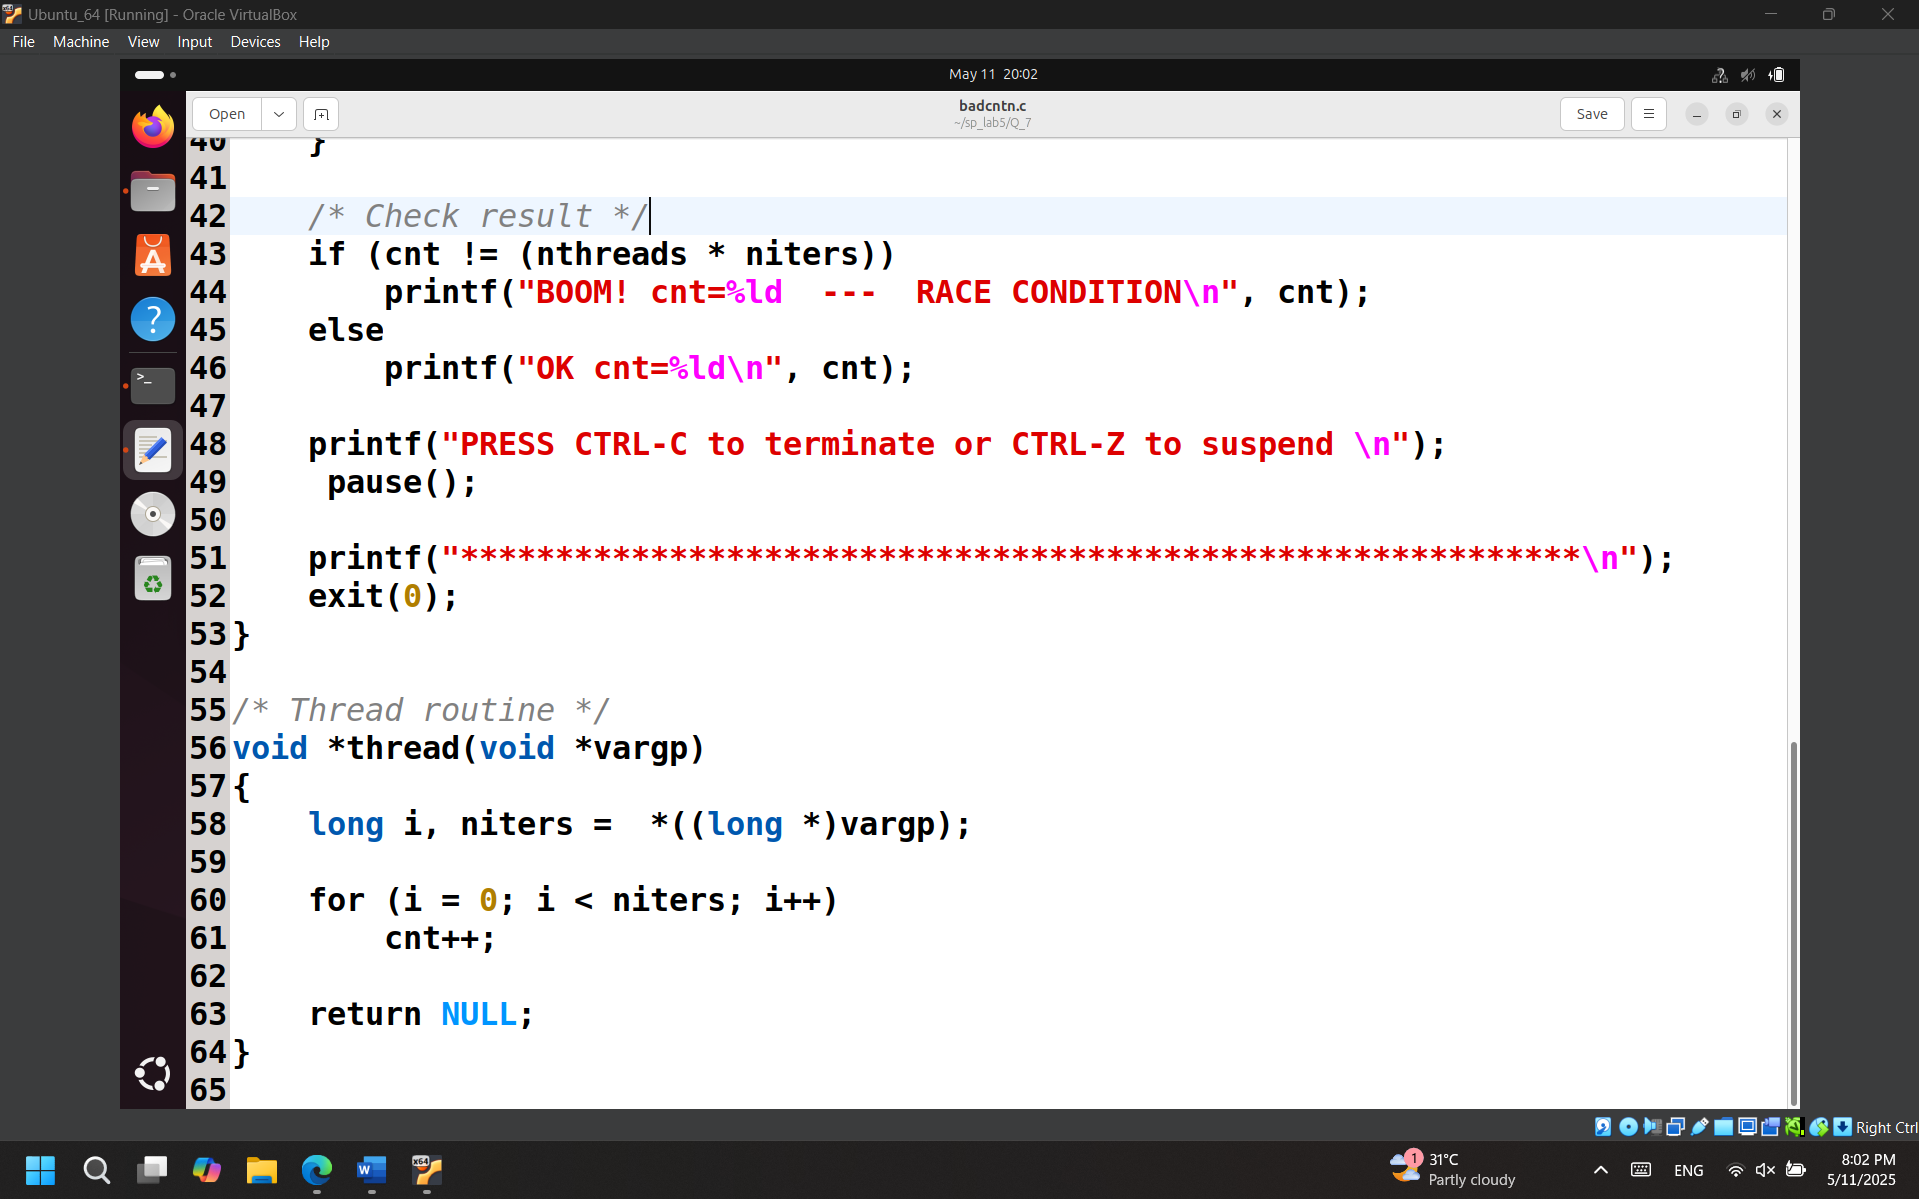 Ubuntu_64 [Running] - Oracle VirtualBox
File Machine View Input Devices Help
May 11 20:02
Open
badcntn.c
~/sp_lab5/Q_7
Save
40 }
41
42 /* Check result */
43 if (cnt != (nthreads * niters))
44 printf("BOOM! cnt=%ld --- RACE CONDITION\n", cnt);
45 else
46 printf("OK cnt=%ld\n", cnt);
47
48 printf("PRESS CTRL-C to terminate or CTRL-Z to suspend \n");
49 pause();
50
51 printf("***********************************************************\n");
52 exit(0);
53 }
54
55 /* Thread routine */
56 void *thread(void *vargp)
57 {
58 long i, niters = *((long *)vargp);
59
60 for (i = 0; i < niters; i++)
61 cnt++;
62
63 return NULL;
64 }
65
Right Ctrl
1
31°C
Partly cloudy
ENG
8:02 PM
5/11/2025